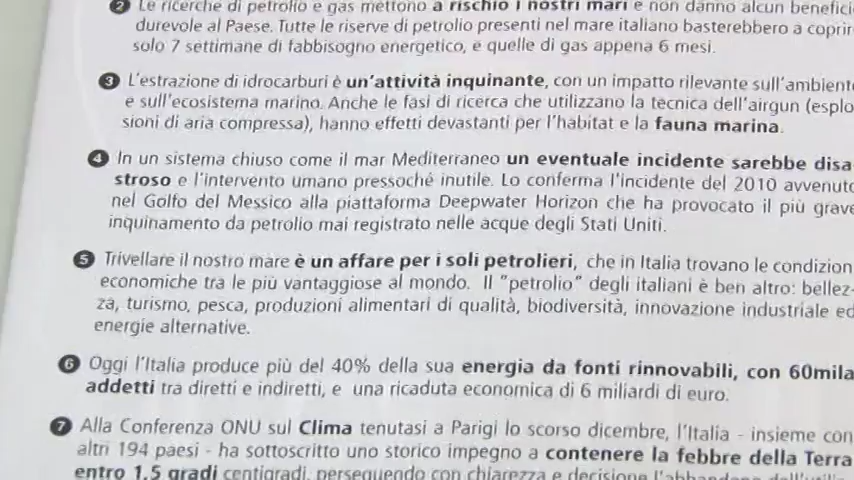 2 Le ricerche di petrolio e gas mettono a rischio i nostri mari e non danno alcun benefici
durevole al Paese. Tutte le riserve di petrolio presenti nel mare italiano basterebbero a coprir
solo 7 settimane di fabbisogno energetico, e quelle di gas appena 6 mesi.
3 L'estrazione di idrocarburi è un'attività inquinante, con un impatto rilevante sull'ambiente
e sull'ecosistema marino. Anche le fasi di ricerca che utilizzano la tecnica dell'airgun (esplo-
sioni di aria compressa), hanno effetti devastanti per l'habitat e la fauna marina.
4 In un sistema chiuso come il mar Mediterraneo un eventuale incidente sarebbe disa-
stroso e l'intervento umano pressoché inutile. Lo conferma l'incidente del 2010 avvenuto
nel Golfo del Messico alla piattaforma Deepwater Horizon che ha provocato il più grave
inquinamento da petrolio mai registrato nelle acque degli Stati Uniti.
5 Trivellare il nostro mare è un affare per i soli petrolieri, che in Italia trovano le condizion
economiche tra le più vantaggiose al mondo. Il "petrolio" degli italiani è ben altro: bellez-
za, turismo, pesca, produzioni alimentari di qualità, biodiversità, innovazione industriale ed
energie alternative.
6 Oggi l'Italia produce più del 40% della sua energia da fonti rinnovabili, con 60mila
addetti tra diretti e indiretti, e una ricaduta economica di 6 miliardi di euro.
7 Alla Conferenza ONU sul Clima tenutasi a Parigi lo scorso dicembre, l'Italia - insieme con
altri 194 paesi - ha sottoscritto uno storico impegno a contenere la febbre della Terra
entro 1,5 gradi centigradi, perseguendo con chiarezza e decisione l'abbandono